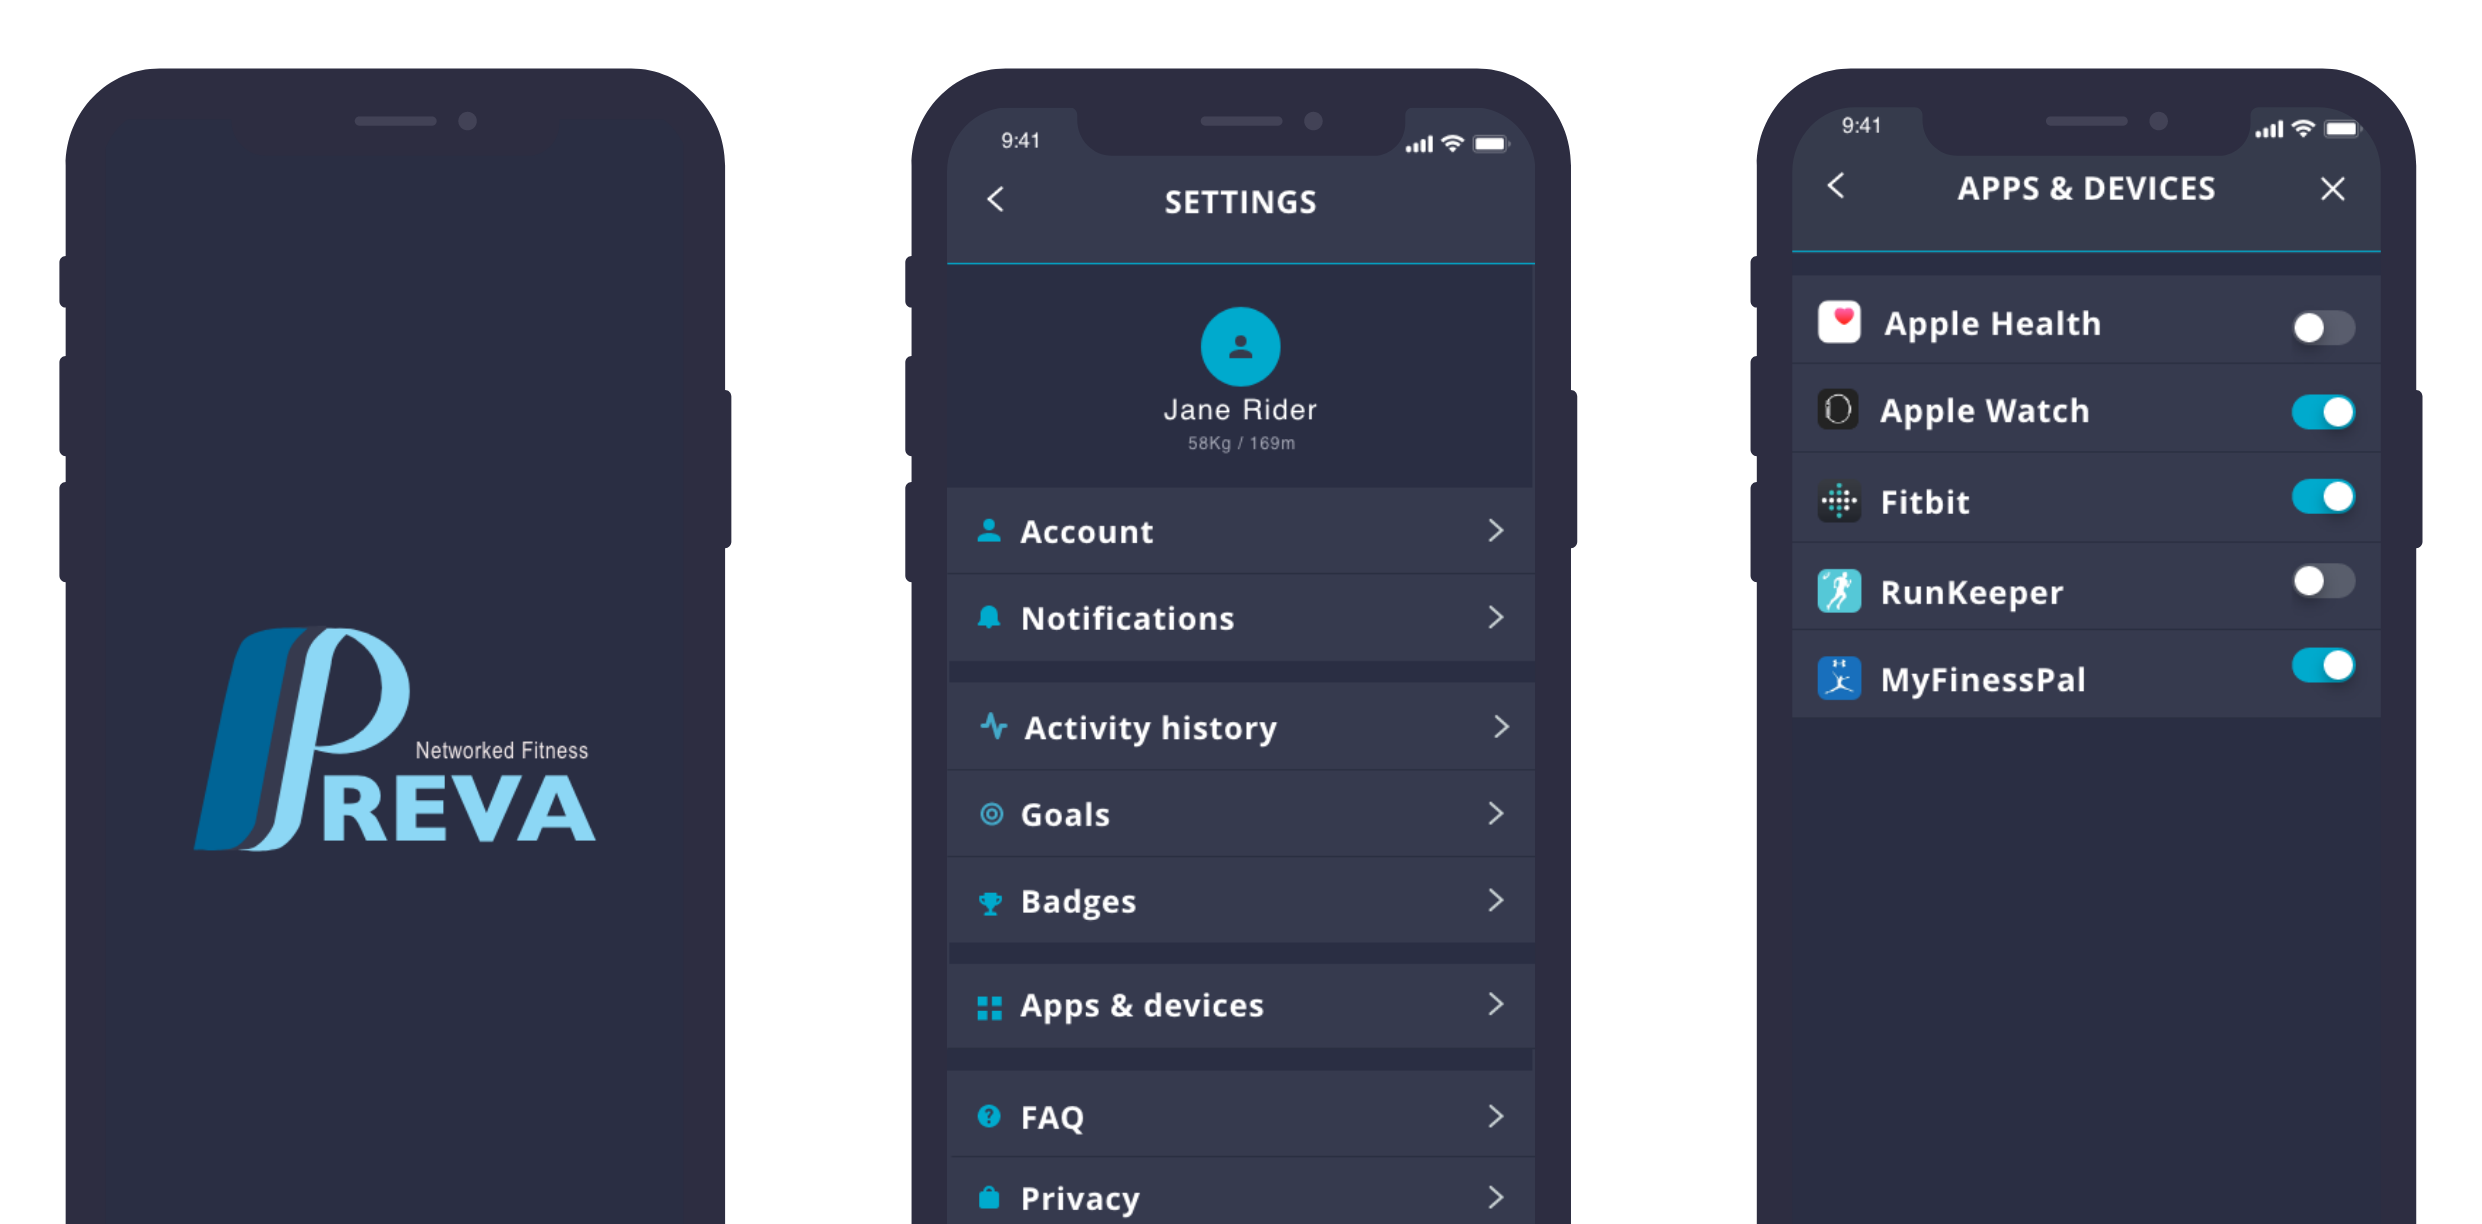 Networked Fitness
PREVA
9:41
SETTINGS
Jane Rider
58Kg / 169m
Account
Notifications
Activity history
Goals
Badges
Apps & devices
FAQ
Privacy
9:41
APPS & DEVICES
Apple Health
Apple Watch
Fitbit
RunKeeper
MyFinessPal